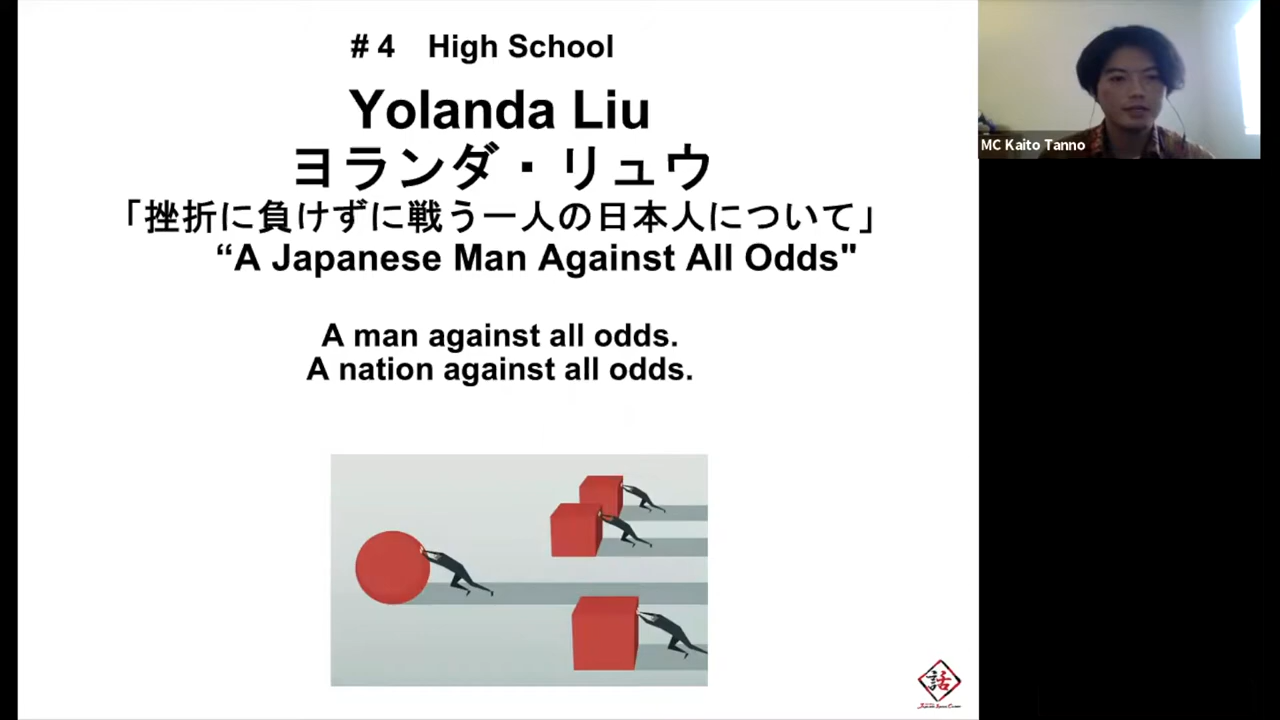 # 4 High School
Yolanda Liu
ヨランダ・リュウ
「挫折に負けずに戦う一人の日本人について」
“A Japanese Man Against All Odds"
A man against all odds.
A nation against all odds.
MC Kaito Tanno
話